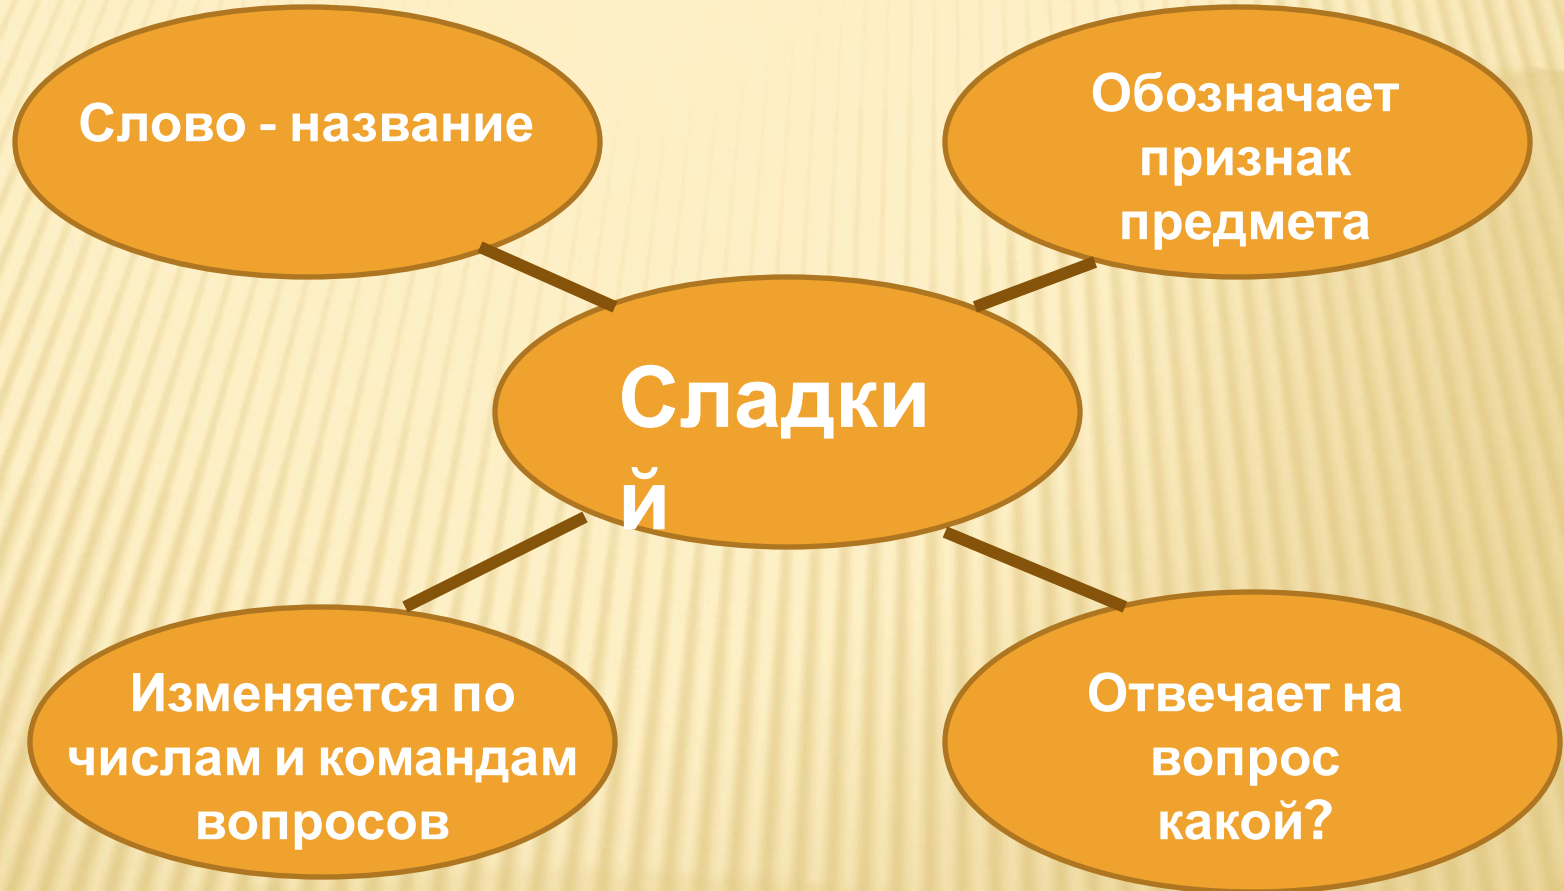 Слово - название
Обозначает
признак
предмета
Сладки
й
Изменяется по
числам и командам
вопросов
Отвечает на
вопрос
какой?